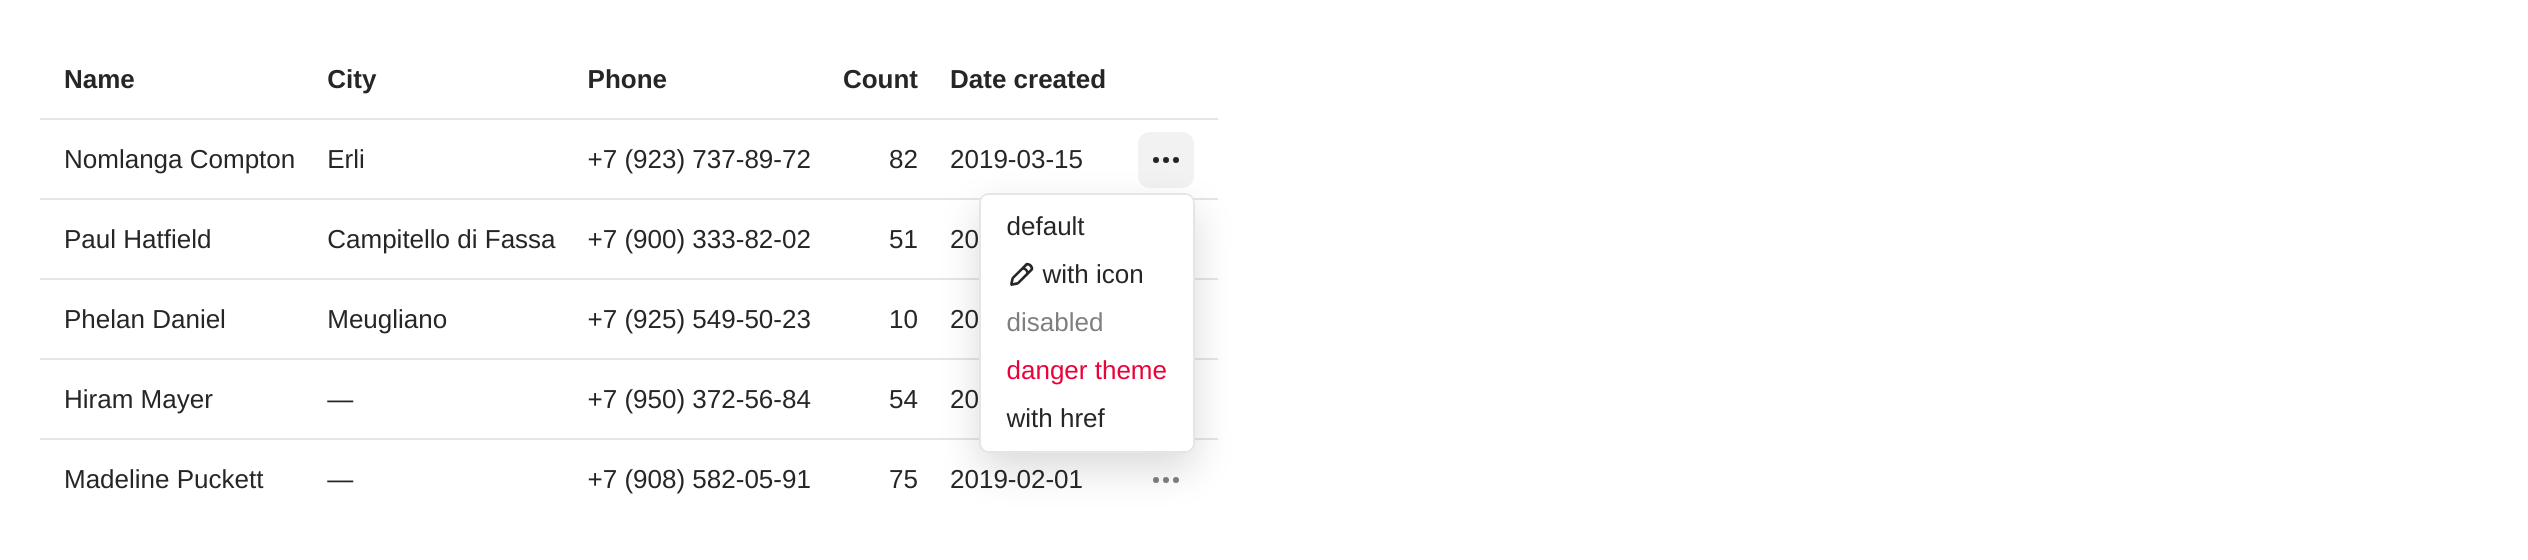 Name City Phone Count Date created
Nomlanga Compton Erli +7 (923) 737-89-72 82 2019-03-15
default
Paul Hatfield Campitello di Fassa +7 (900) 333-82-02 51 20
with icon
Phelan Daniel Meugliano +7 (925) 549-50-23 10 20
disabled
danger theme
Hiram Mayer — +7 (950) 372-56-84 54 20
with href
Madeline Puckett — +7 (908) 582-05-91 75 2019-02-01